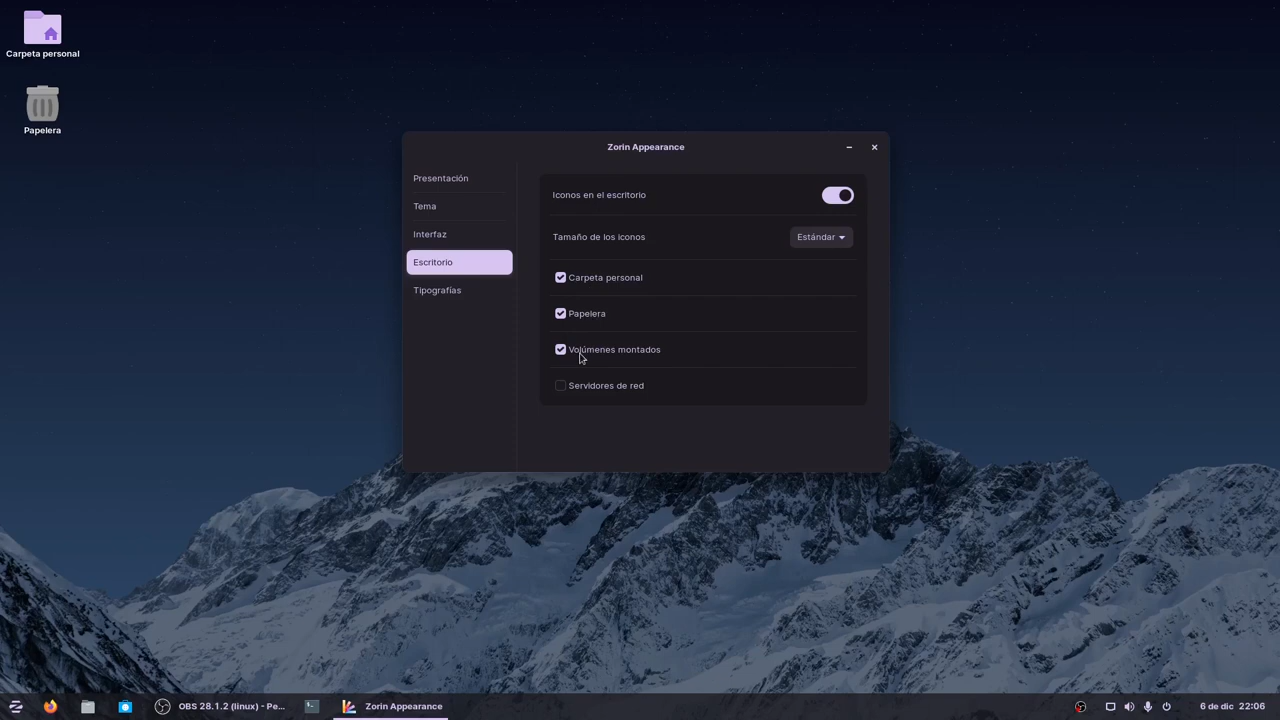 Carpeta personal
Papelera
Zorin Appearance
Presentación
Tema
Interfaz
Escritorio
Tipografías
Iconos en el escritorio
Tamaño de los iconos
Estándar
Carpeta personal
Papelera
Volúmenes montados
Servidores de red
OBS 28.1.2 (linux) - Pe...
Zorin Appearance
6 de dic 22:06